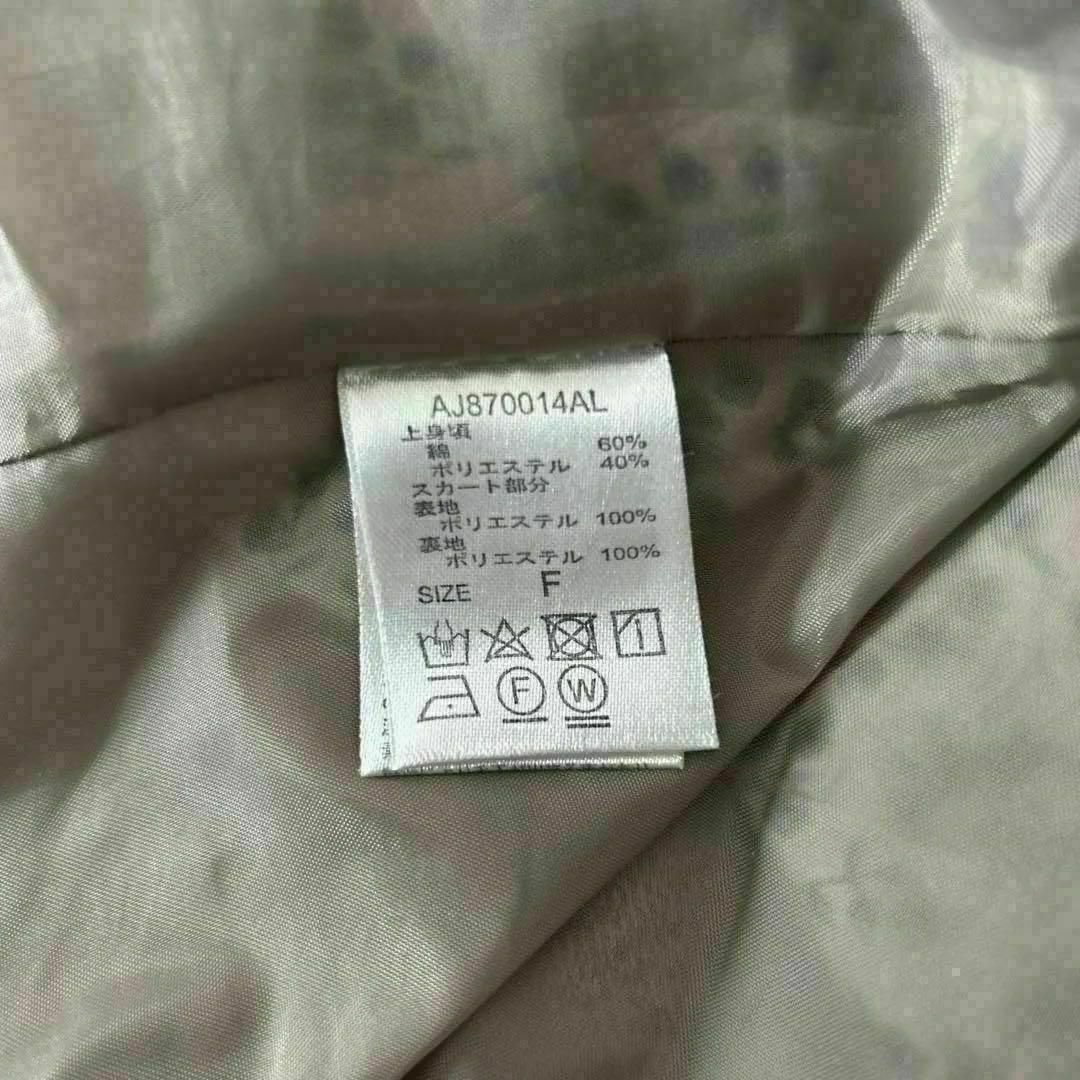 AJ870014AL
上身頃
綿 60%
ポリエステル 40%
スカート部分
表地
ポリエステル 100%
裏地
ポリエステル 100%
SIZE F
F W